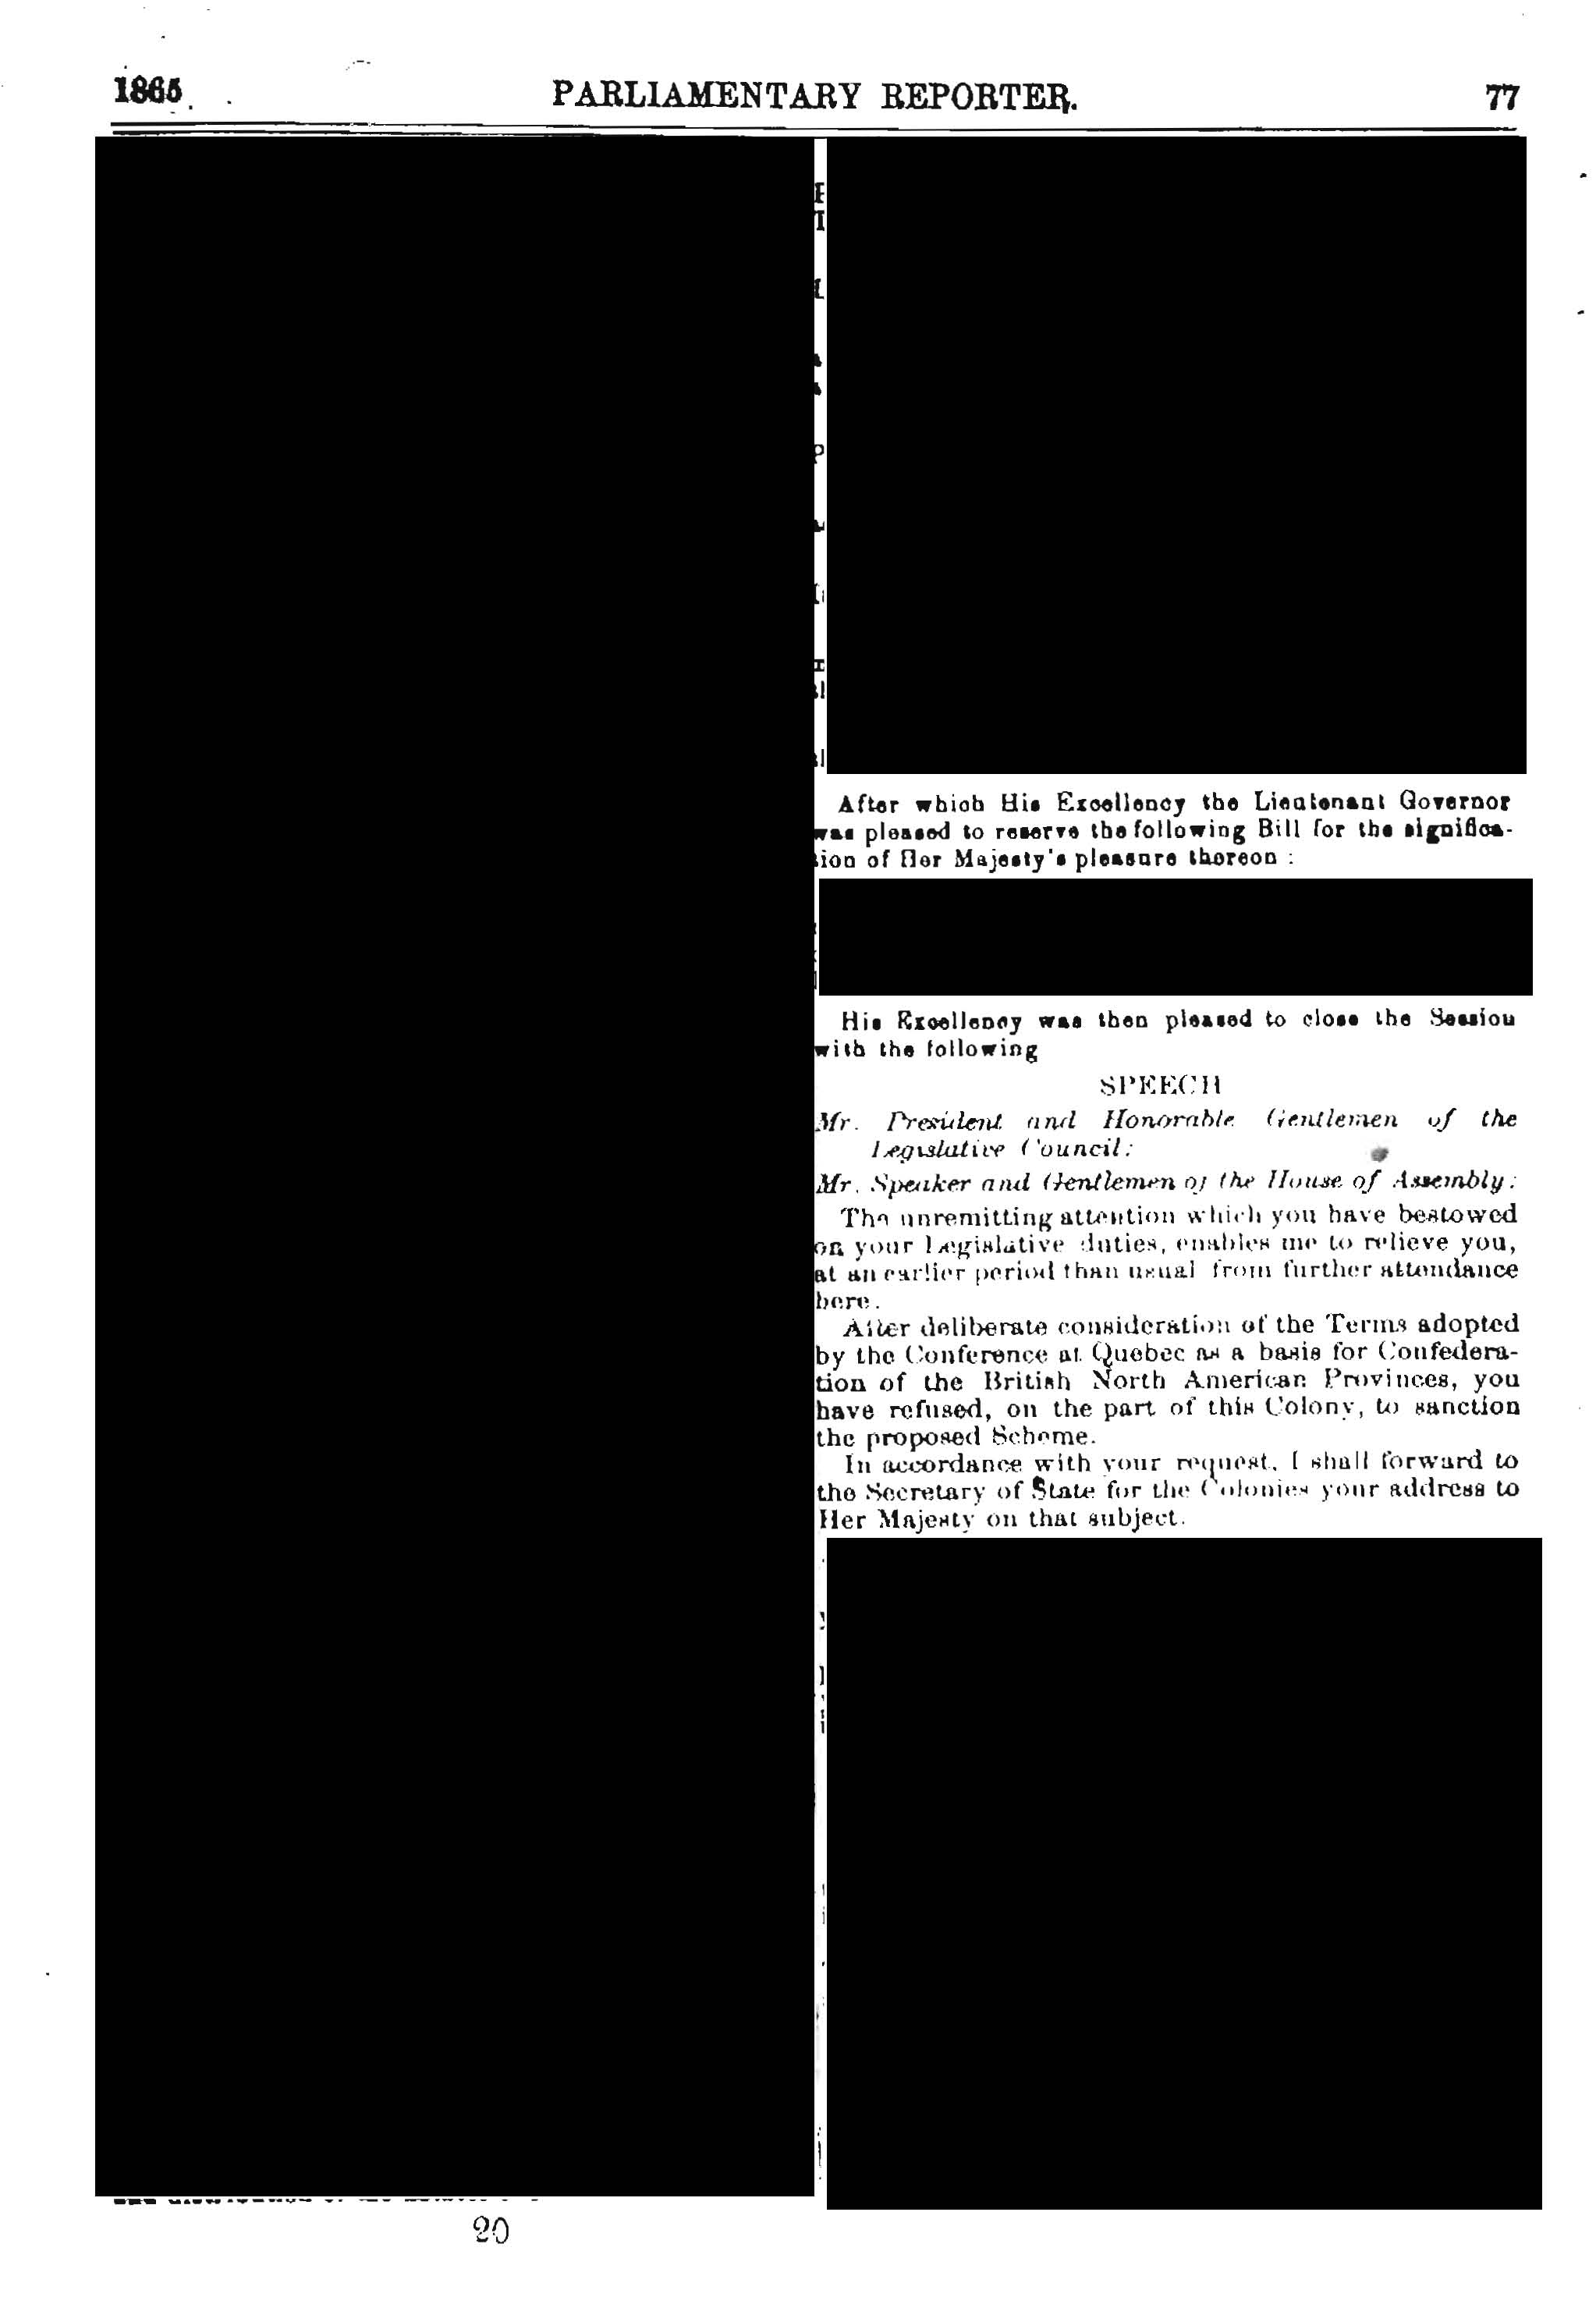 1865
PARLIAMENTARY REPORTER.
77
After which His Excellency the Lieutenant Governor
was pleased to reserve the following Bill for the significa-
tion of Her Majesty's pleasure thereon :
His Excellency was then pleased to close the Session
with the following
SPEECH
Mr. President and Honorable Gentlemen of the
Legislative Council:
Mr. Speaker and Gentlemen of the House of Assembly:
The unremitting attention which you have bestowed
on your Legislative duties, enables me to relieve you,
at an earlier period than usual from further attendance
here.
After deliberate consideration of the Terms adopted
by the Conference at Quebec as a basis for Confedera-
tion of the British North American Provinces, you
have refused, on the part of this Colony, to sanction
the proposed Scheme.
In accordance with your request, I shall forward to
the Secretary of State for the Colonies your address to
Her Majesty on that subject.
20